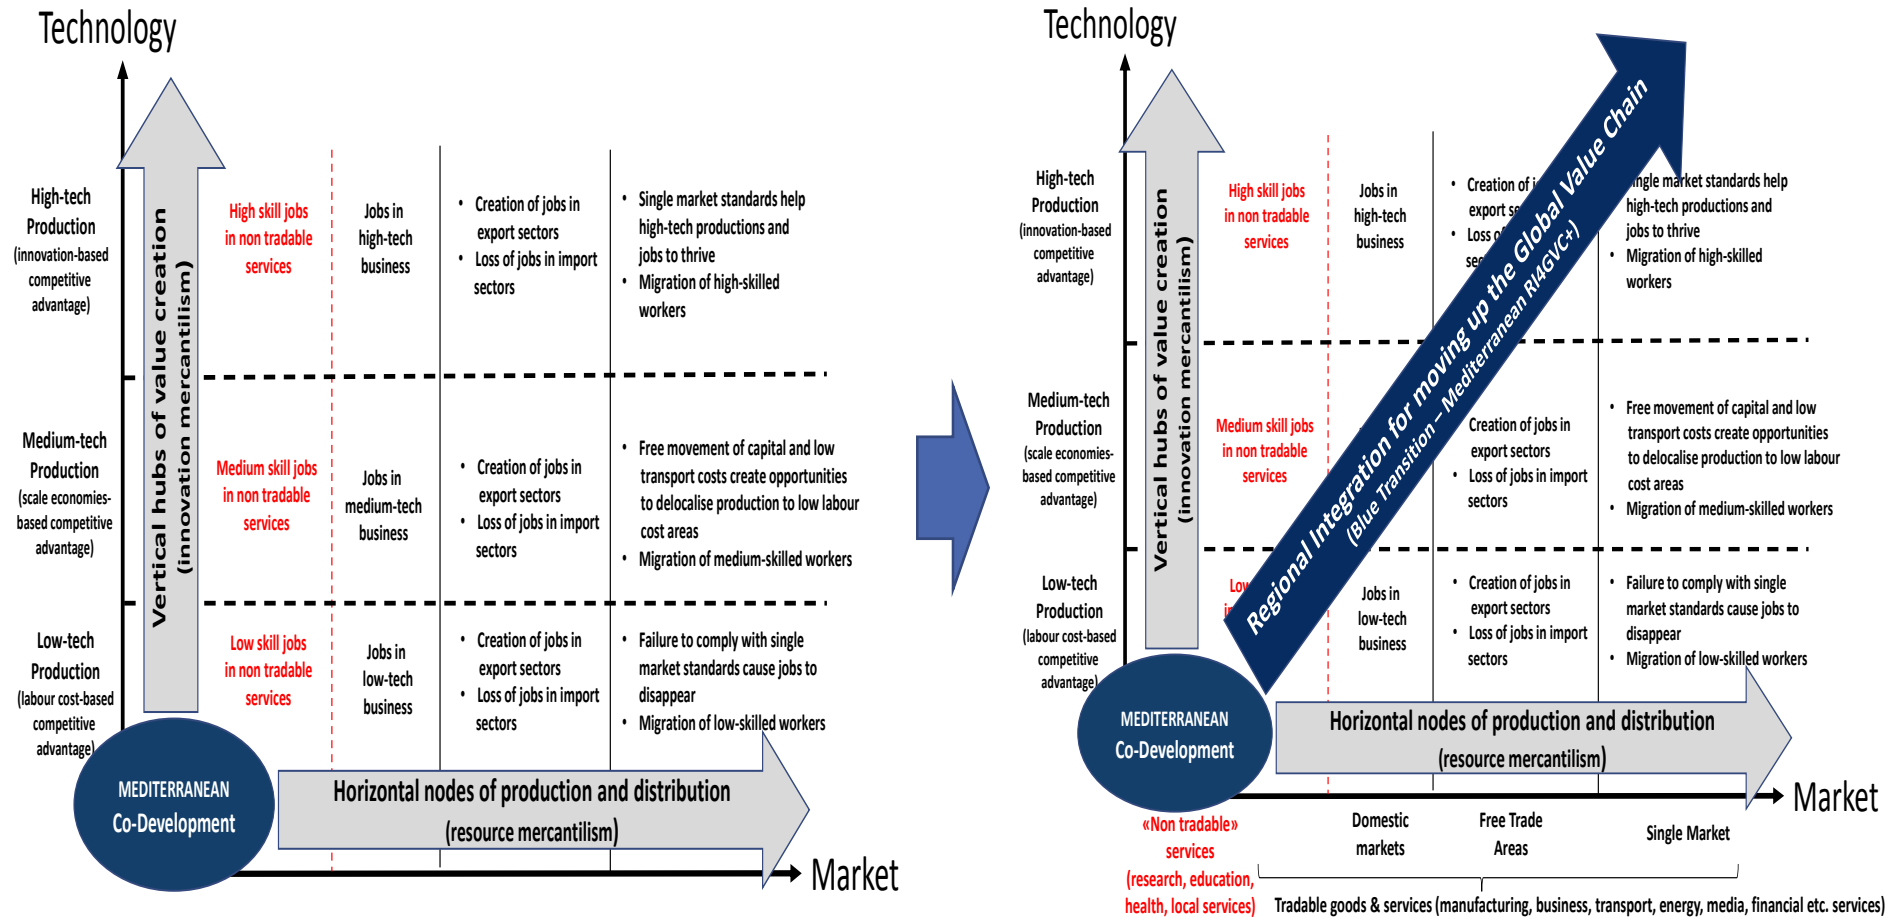 Technology
High-tech
Production
(innovation-based
competitive
advantage)
Medium-tech
Production
(scale economies-
based competitive
advantage)
Low-tech
Production
(labour cost-based
competitive
advantage)
Vertical hubs of value creation
(innovation mercantilism)
High skill jobs
in non tradable
services
Jobs in
high-tech
business
• Creation of jobs in
export sectors
• Loss of jobs in import
sectors
• Single market standards help
high-tech productions and
jobs to thrive
• Migration of high-skilled
workers
Medium skill jobs
in non tradable
services
Jobs in
medium-tech
business
• Creation of jobs in
export sectors
• Loss of jobs in import
sectors
• Free movement of capital and low
transport costs create opportunities
to delocalise production to low labour
cost areas
• Migration of medium-skilled workers
Low skill jobs
in non tradable
services
Jobs in
low-tech
business
• Creation of jobs in
export sectors
• Loss of jobs in import
sectors
• Failure to comply with single
market standards cause jobs to
disappear
• Migration of low-skilled workers
MEDITERRANEAN
Co-Development
Horizontal nodes of production and distribution
(resource mercantilism)
Market
Technology
High-tech
Production
(innovation-based
competitive
advantage)
Medium-tech
Production
(scale economies-
based competitive
advantage)
Low-tech
Production
(labour cost-based
competitive
advantage)
Vertical hubs of value creation
(innovation mercantilism)
High skill jobs
in non tradable
services
Jobs in
high-tech
business
• Creation of
export
• Loss
market standards help
high-tech productions and
jobs to thrive
• Migration of high-skilled
workers
Medium skill jobs
in non tradable
services
Creation of jobs in
export sectors
• Loss of jobs in import
sectors
• Free movement of capital and low
transport costs create opportunities
to delocalise production to low labour
cost areas
• Migration of medium-skilled workers
Low
Jobs in
low-tech
business
• Creation of jobs in
export sectors
• Loss of jobs in import
sectors
• Failure to comply with single
market standards cause jobs to
disappear
• Migration of low-skilled workers
Regional Integration for moving up the Global Value Chain
(Blue Transition – Mediterranean RI4GVC+)
MEDITERRANEAN
Co-Development
Horizontal nodes of production and distribution
(resource mercantilism)
Market
«Non tradable»
services
(research, education,
health, local services)
Domestic
markets
Free Trade
Areas
Single Market
Tradable goods & services (manufacturing, business, transport, energy, media, financial etc. services)